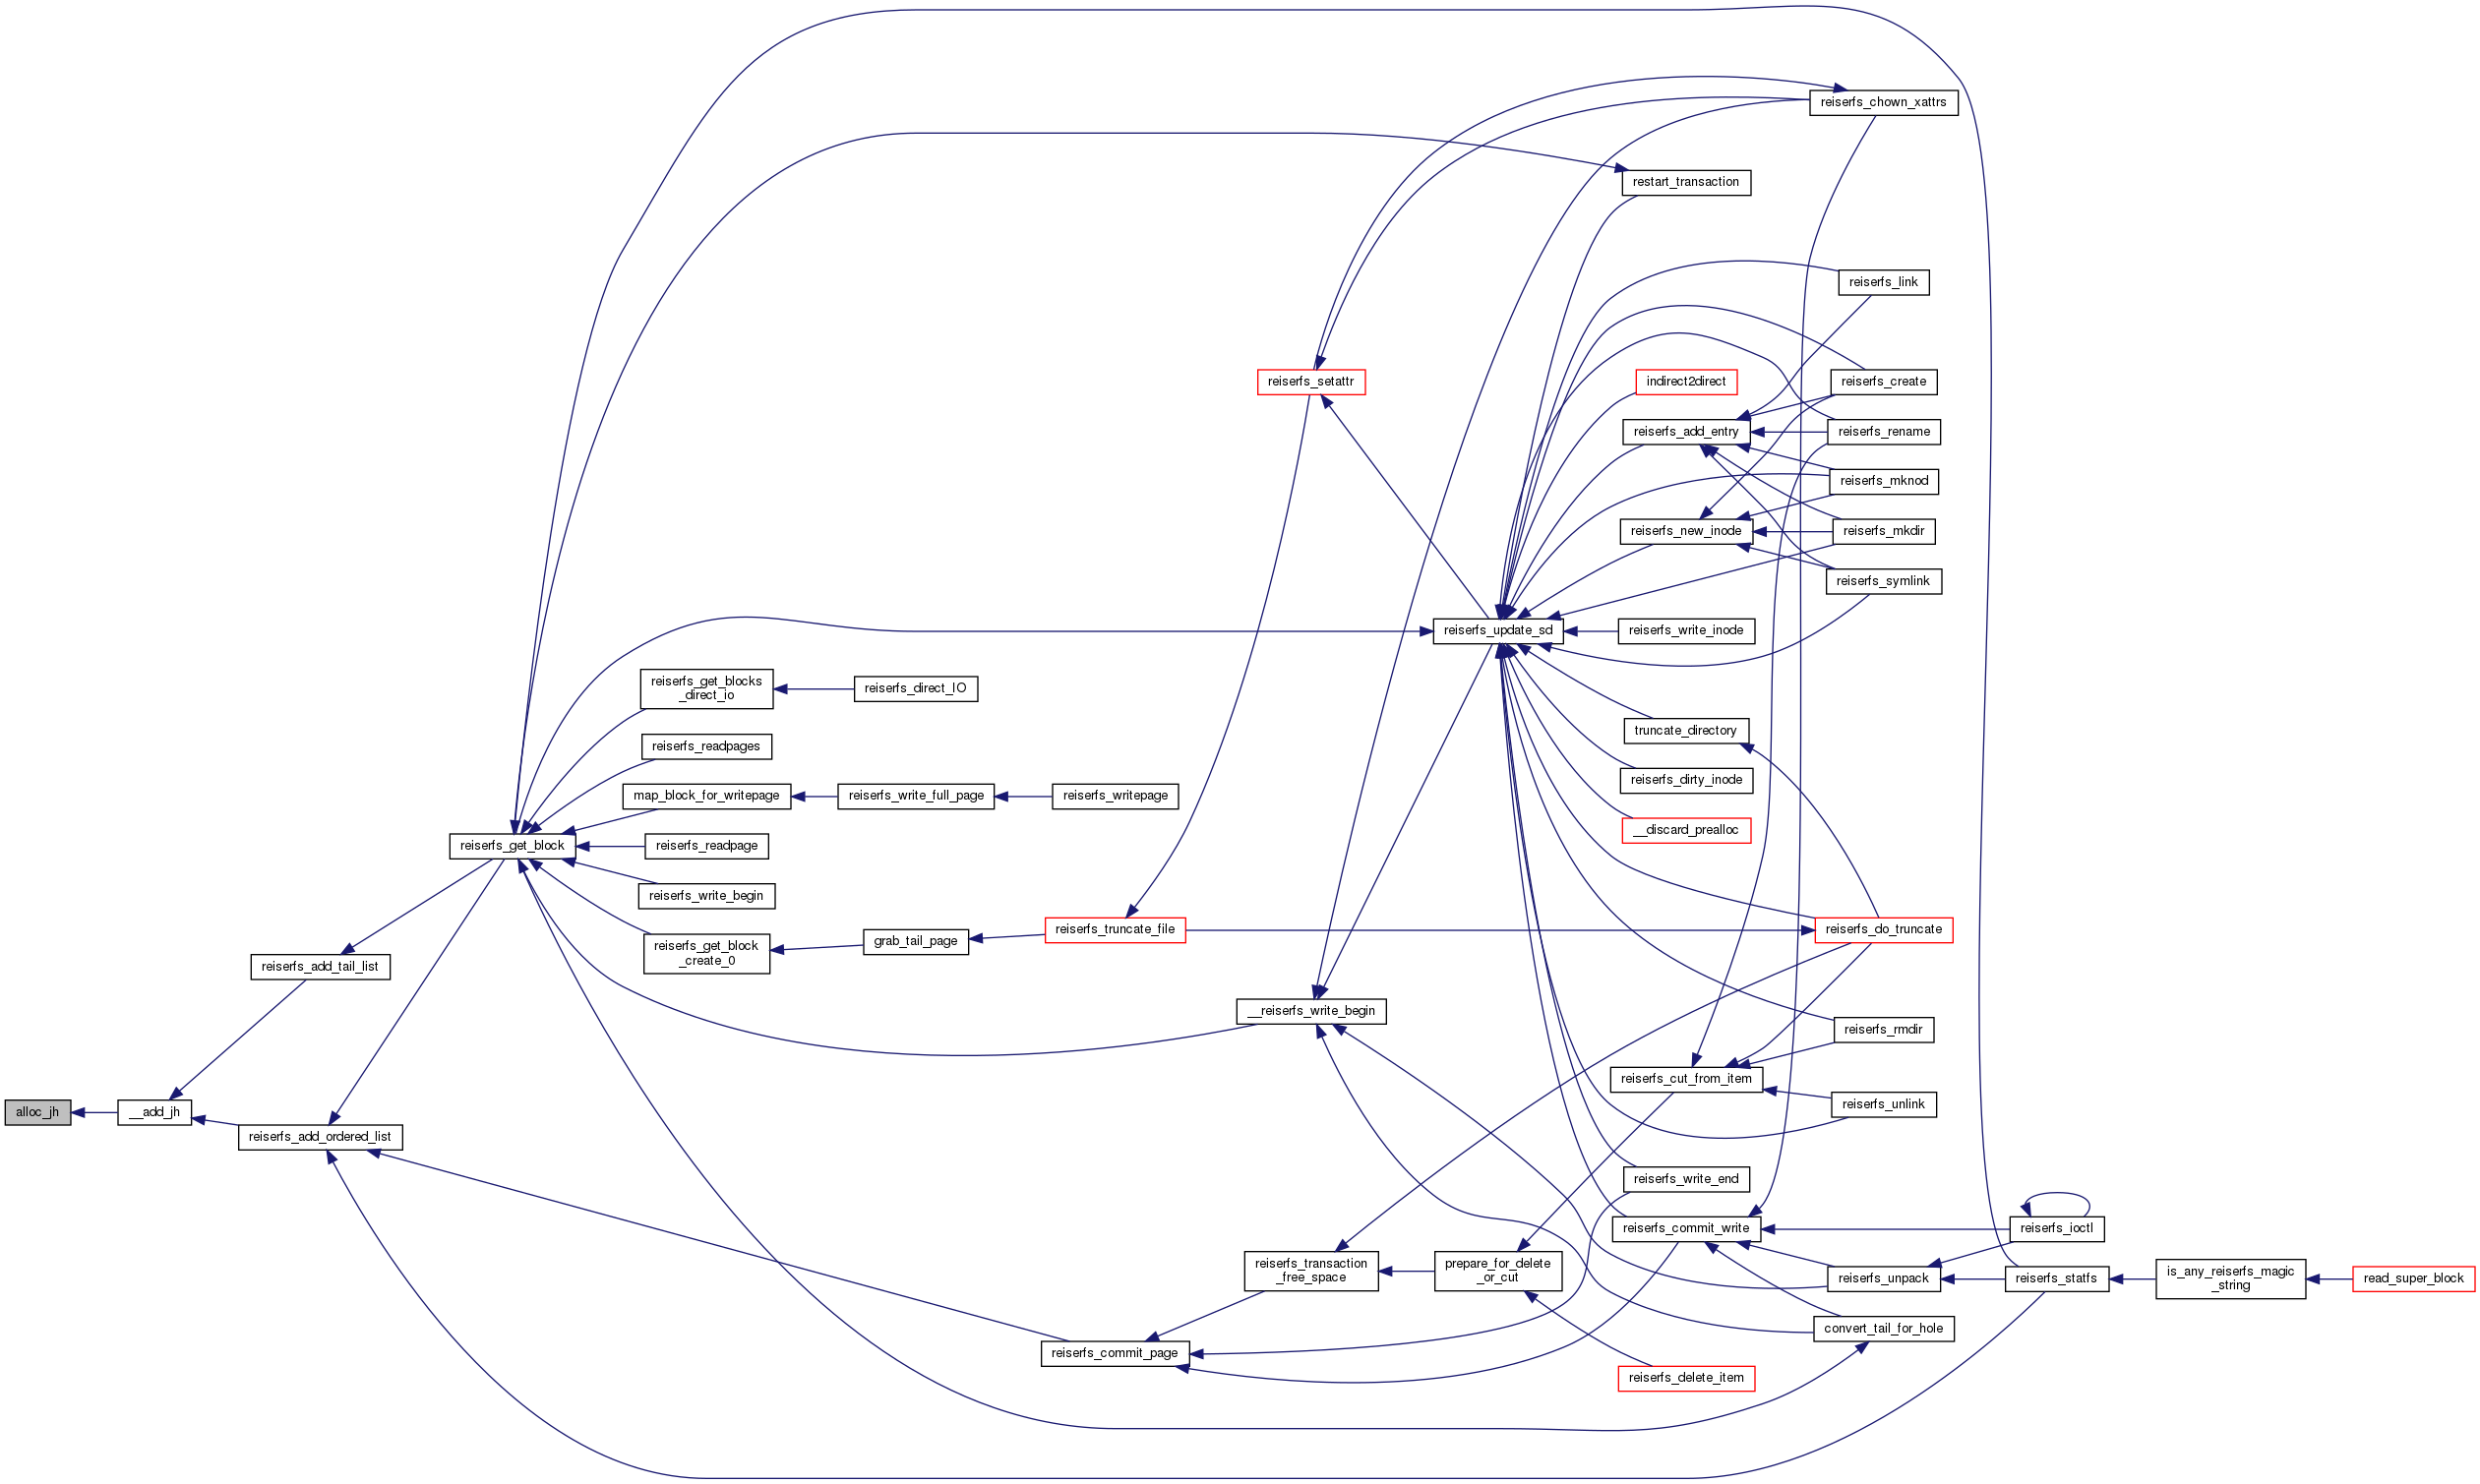 reiserfs_chown_xattrs
restart_transaction
reiserfs_link
reiserfs_setattr
indirect2direct
reiserfs_create
reiserfs_add_entry
reiserfs_rename
reiserfs_mknod
reiserfs_new_inode
reiserfs_mkdir
reiserfs_symlink
reiserfs_update_sd
reiserfs_write_inode
reiserfs_get_blocks
_direct_io
reiserfs_direct_IO
truncate_directory
reiserfs_readpages
reiserfs_dirty_inode
map_block_for_writepage
reiserfs_write_full_page
reiserfs_writepage
__discard_prealloc
reiserfs_get_block
reiserfs_readpage
reiserfs_write_begin
reiserfs_truncate_file
reiserfs_do_truncate
grab_tail_page
reiserfs_get_block
_create_0
reiserfs_add_tail_list
__reiserfs_write_begin
reiserfs_rmdir
reiserfs_cut_from_item
reiserfs_unlink
alloc_jh
__add_jh
reiserfs_add_ordered_list
reiserfs_write_end
reiserfs_commit_write
reiserfs_ioctl
reiserfs_transaction
_free_space
prepare_for_delete
_or_cut
reiserfs_unpack
reiserfs_statfs
is_any_reiserfs_magic
_string
read_super_block
convert_tail_for_hole
reiserfs_commit_page
reiserfs_delete_item